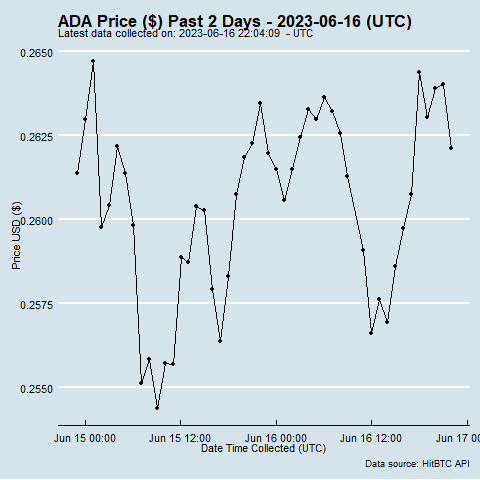 ADA Price ($) Past 2 Days - 2023-06-16 (UTC)
Latest data collected on: 2023-06-16 22:04:09 - UTC
0.2650
0.2625
0.2600
0.2575
0.2550
Price USD ($)
Jun 15 00:00
Jun 15 12:00
Jun 16 00:00
Jun 16 12:00
Jun 17 00
Date Time Collected (UTC)
Data source: HitBTC API